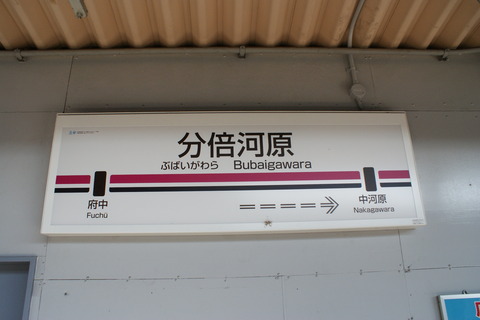 分倍河原
ぶばいがわら Bubaigawara
府中
Fuchū
中河原
Nakagawara